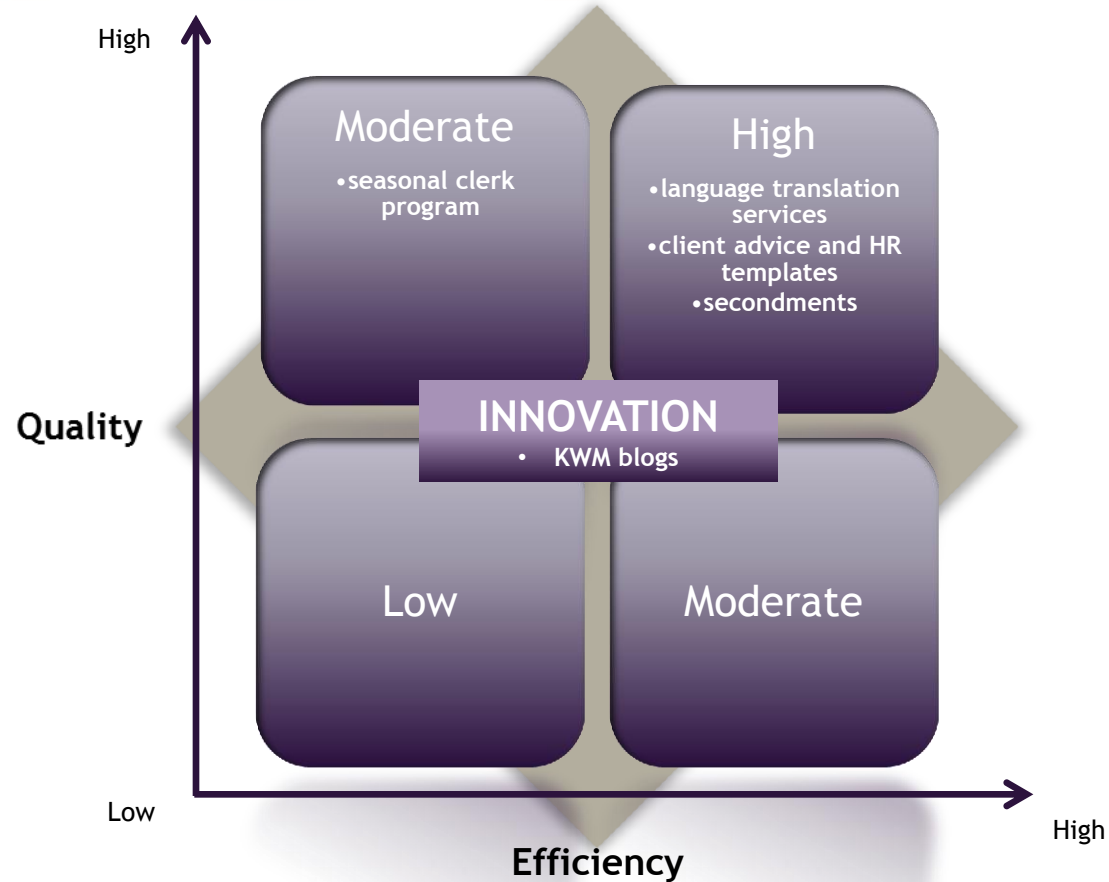 High
Moderate
•seasonal clerk
program
High
•language translation
services
•client advice and HR
templates
•secondments
Quality
INNOVATION
• KWM blogs
Low
Moderate
Low
High
Efficiency